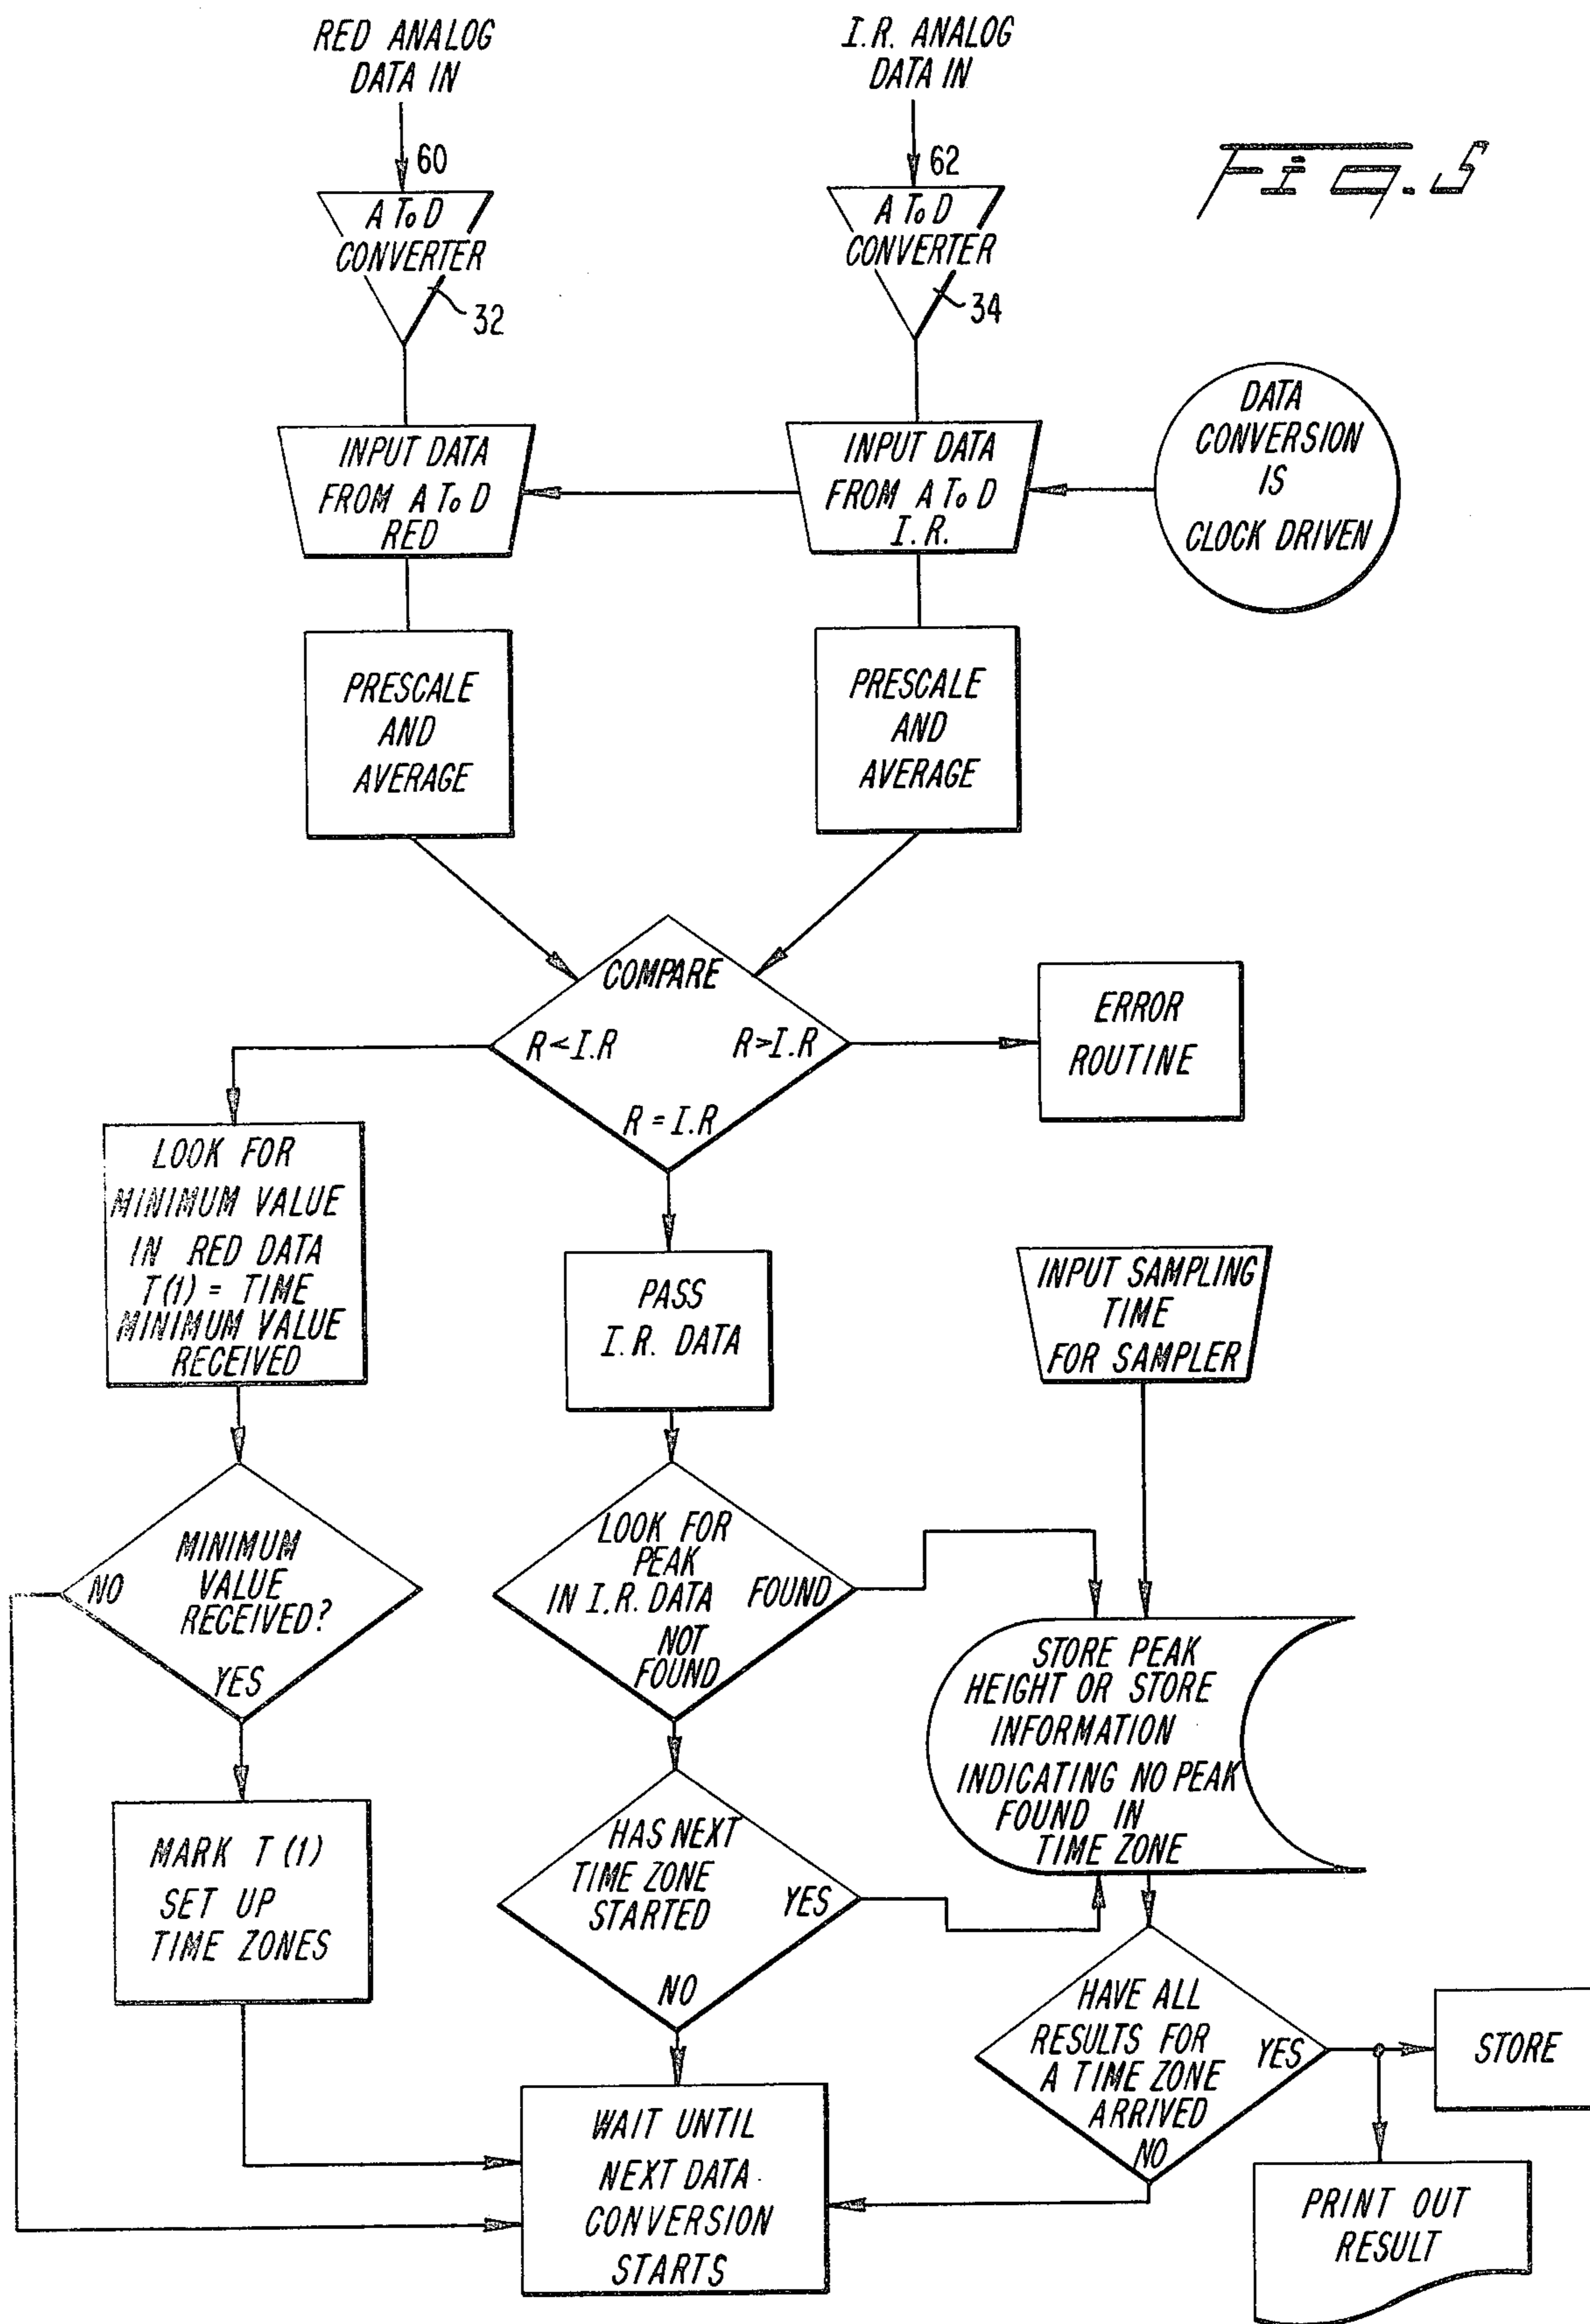 RED ANALOG
DATA IN
I.R. ANALOG
DATA IN
60
62
Fig. 5
A To D
CONVERTER
32
A To D
CONVERTER
34
INPUT DATA
FROM A To D
RED
INPUT DATA
FROM A To D
I.R.
DATA
CONVERSION
IS
CLOCK DRIVEN
PRESCALE
AND
AVERAGE
PRESCALE
AND
AVERAGE
COMPARE
R<I.R
R>I.R
R = I.R
ERROR
ROUTINE
LOOK FOR
MINIMUM VALUE
IN RED DATA
T(1) = TIME
MINIMUM VALUE
RECEIVED
PASS
I.R. DATA
INPUT SAMPLING
TIME
FOR SAMPLER
MINIMUM
VALUE
RECEIVED?
NO
YES
LOOK FOR
PEAK
IN I.R. DATA
FOUND
NOT
FOUND
STORE PEAK
HEIGHT OR STORE
INFORMATION
INDICATING NO PEAK
FOUND IN
TIME ZONE
MARK T (1)
SET UP
TIME ZONES
HAS NEXT
TIME ZONE
STARTED
YES
NO
HAVE ALL
RESULTS FOR
A TIME ZONE
ARRIVED
YES
NO
STORE
WAIT UNTIL
NEXT DATA
CONVERSION
STARTS
PRINT OUT
RESULT